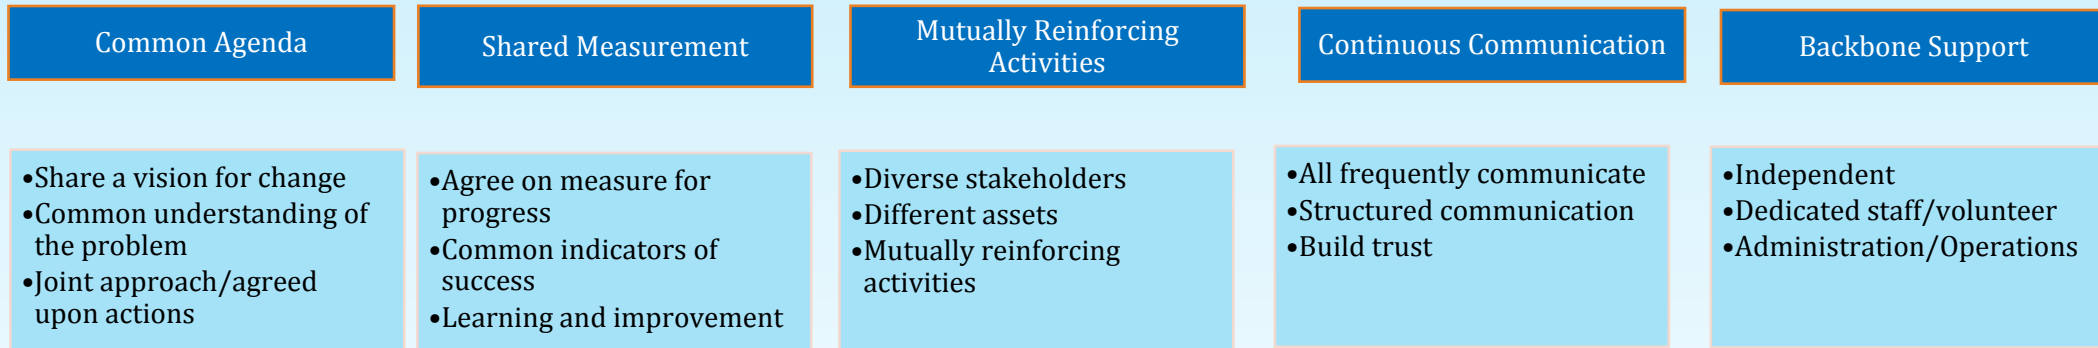 Common Agenda
Shared Measurement
Mutually Reinforcing
Activities
Continuous Communication
Backbone Support
•Share a vision for change
•Common understanding of
the problem
•Joint approach/agreed
upon actions
•Agree on measure for
progress
•Common indicators of
success
•Learning and improvement
•Diverse stakeholders
•Different assets
•Mutually reinforcing
activities
•All frequently communicate
•Structured communication
•Build trust
•Independent
•Dedicated staff/volunteer
•Administration/Operations